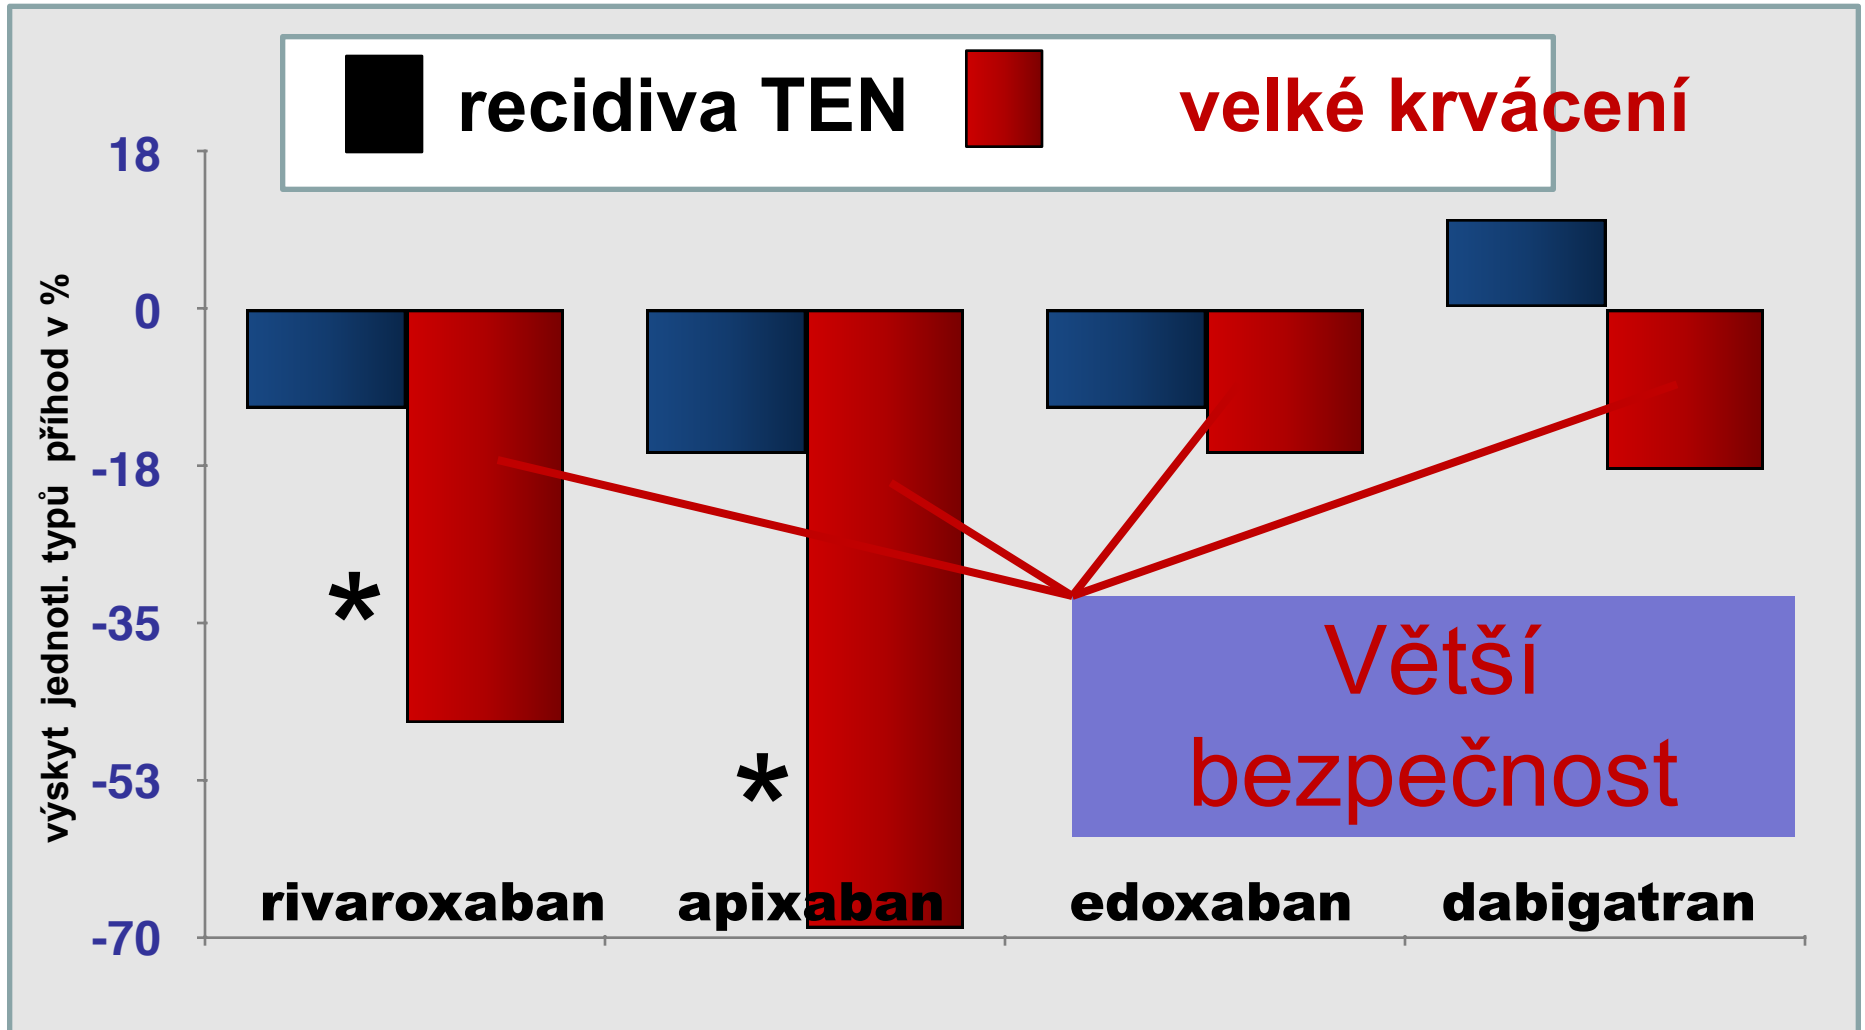 recidiva TEN velké krvácení
18
0
-18
-35
-53
-70
výskyt jednotl. typů příhod v %
*
*
Větší
bezpečnost
rivaroxaban apixaban edoxaban dabigatran